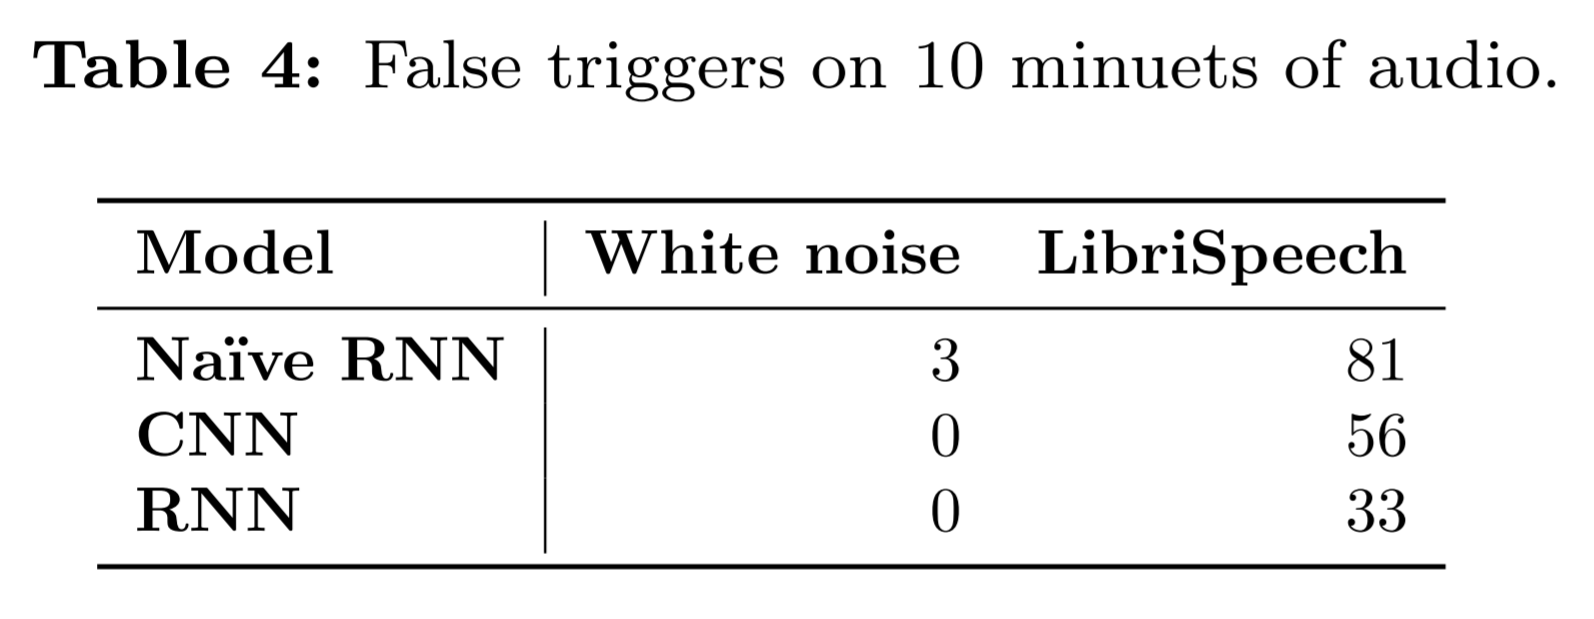 Table 4: False triggers on 10 minuets of audio.
Model White noise LibriSpeech
Naïve RNN 3 81
CNN 0 56
RNN 0 33